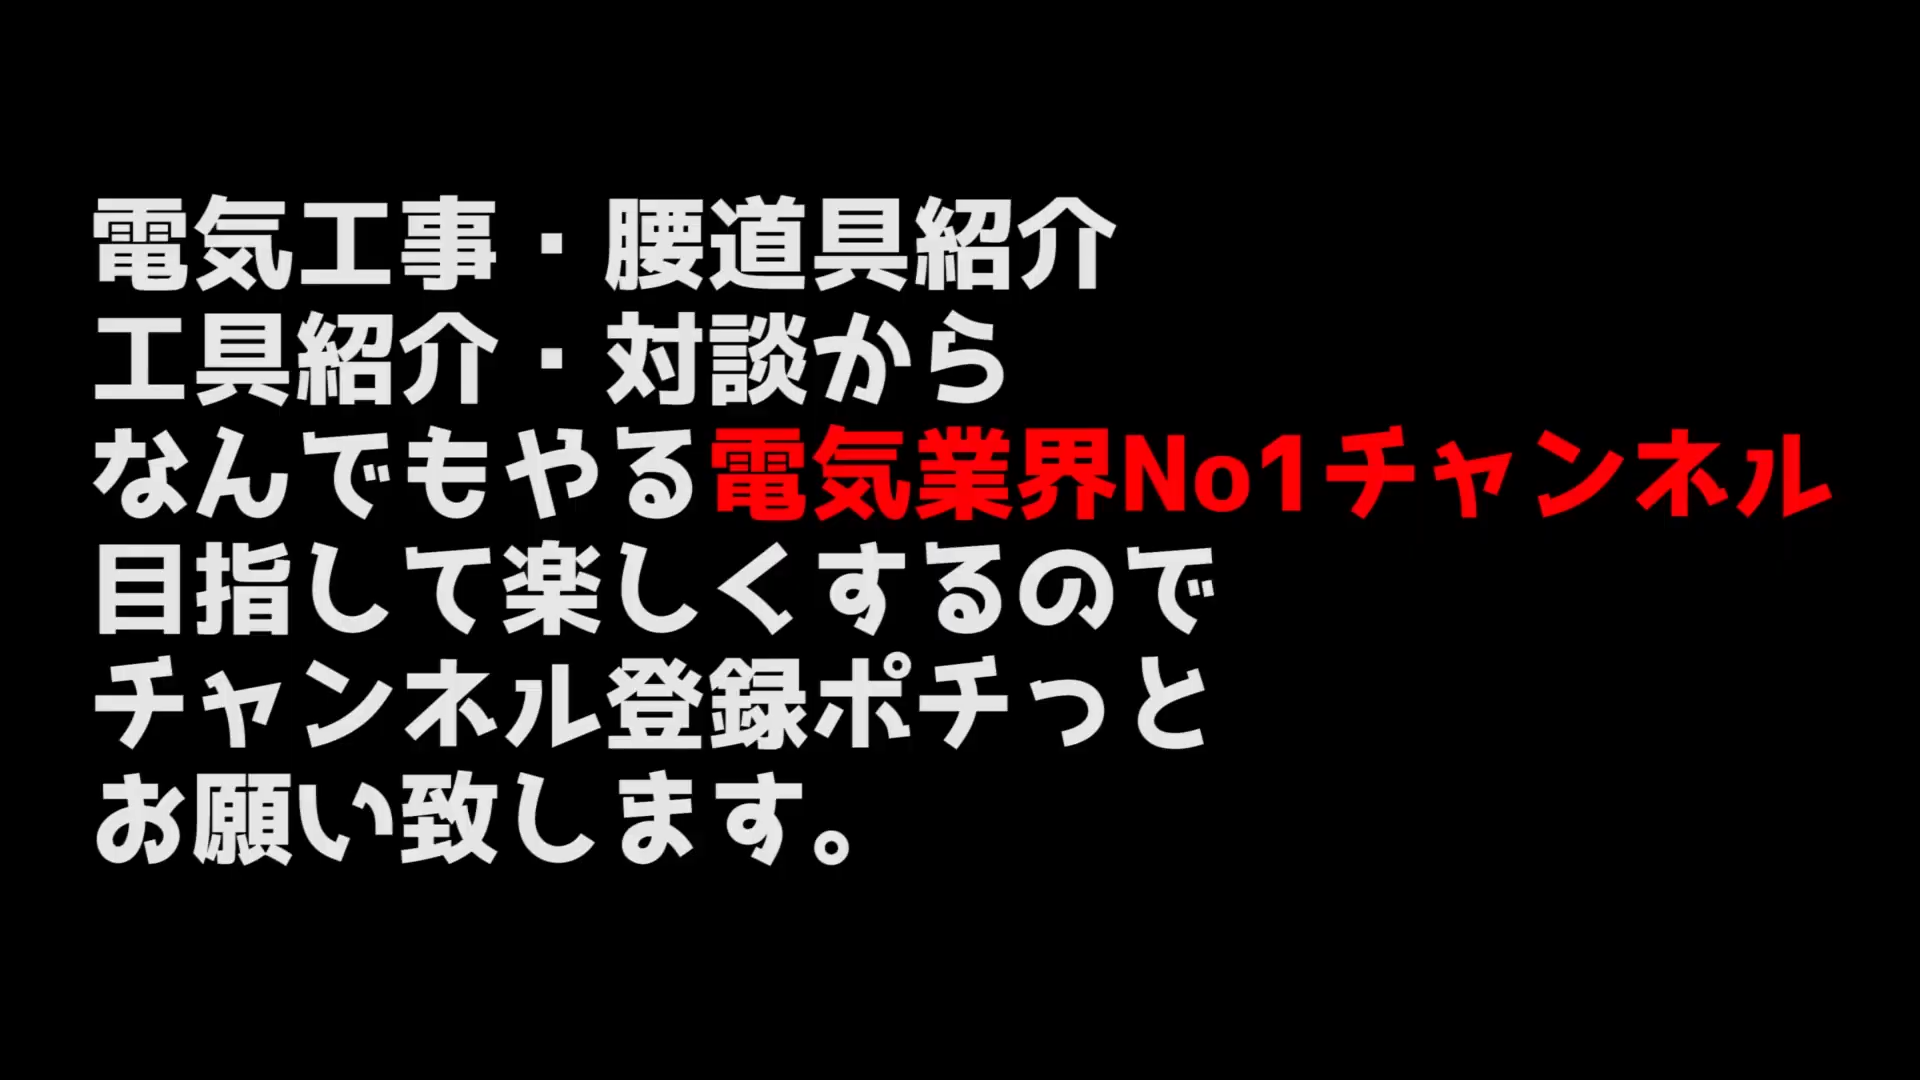 電気工事・腰道具紹介
工具紹介・対談から
なんでもやる電気業界No1チャンネル
目指して楽しくするので
チャンネル登録ポチっと
お願い致します。